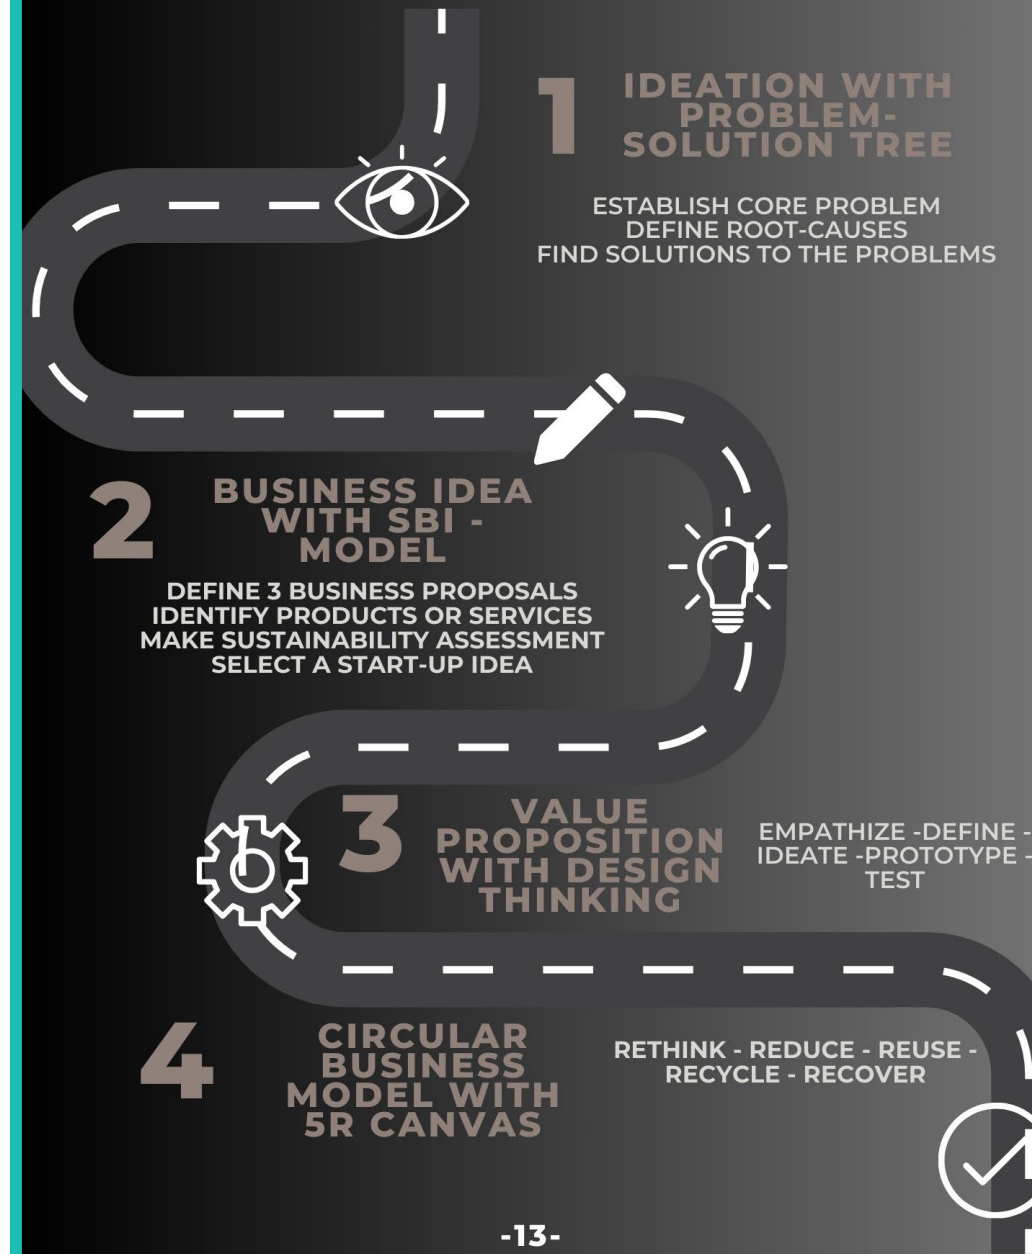 1
IDEATION WITH
PROBLEM-
SOLUTION TREE
ESTABLISH CORE PROBLEM
DEFINE ROOT-CAUSES
FIND SOLUTIONS TO THE PROBLEMS
2
BUSINESS IDEA
WITH SBI -
MODEL
DEFINE 3 BUSINESS PROPOSALS
IDENTIFY PRODUCTS OR SERVICES
MAKE SUSTAINABILITY ASSESSMENT
SELECT A START-UP IDEA
3
VALUE
PROPOSITION
WITH DESIGN
THINKING
EMPATHIZE -DEFINE -
IDEATE -PROTOTYPE -
TEST
4
CIRCULAR
BUSINESS
MODEL WITH
5R CANVAS
RETHINK - REDUCE - REUSE -
RECYCLE - RECOVER
-13-